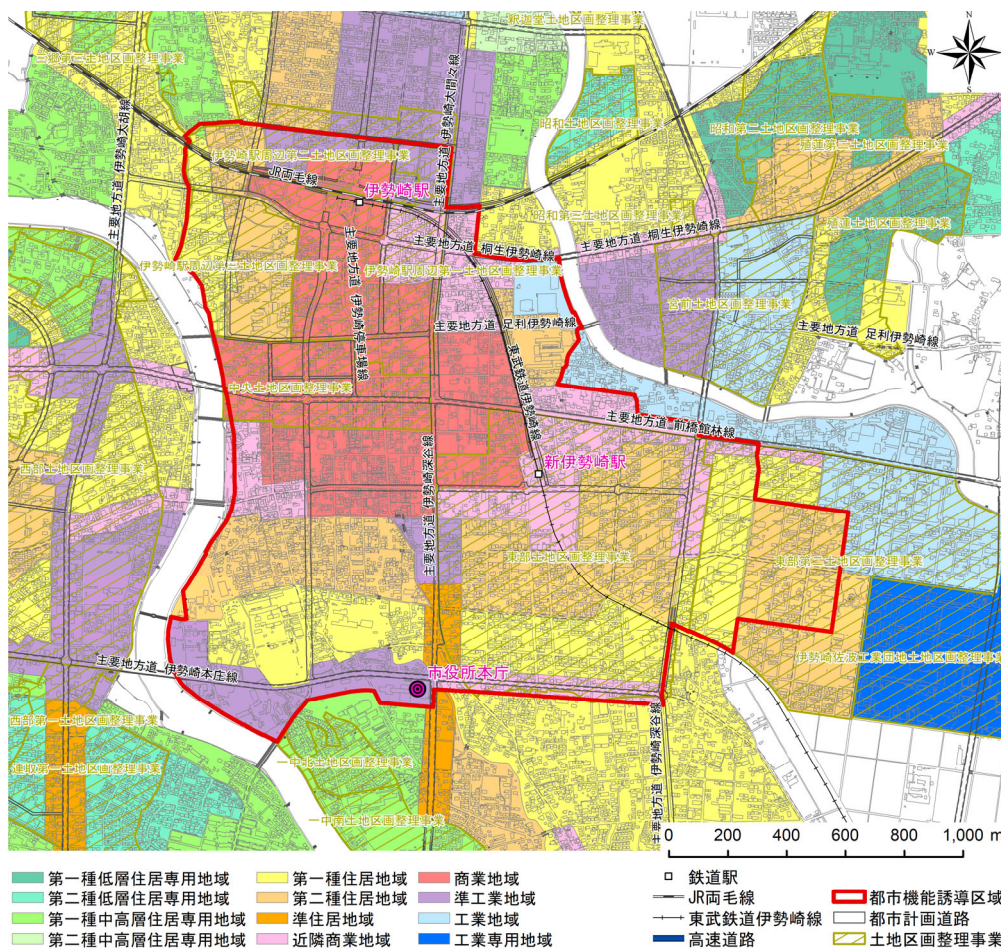 釈迦堂土地区画整理事業
N
W
E
S
三郷第三土地区画整理事業
主要地方道 伊勢崎大胡線
主要地方道 伊勢崎大間々線
昭和土地区画整理事業
昭和第二土地区画整理事業
殖蓮第二土地区画整理事業
伊勢崎駅周辺第二土地区画整理事業
JR両毛線
伊勢崎駅
昭和第三土地区画整理事業
殖蓮土地区画整理事業
主要地方道 桐生伊勢崎線
主要地方道 桐生伊勢崎線
伊勢崎駅周辺第三土地区画整理事業
伊勢崎駅周辺第一土地区画整理事業
主要地方道 伊勢崎停車場線
宮前土地区画整理事業
主要地方道 足利伊勢崎線
主要地方道 足利伊勢崎線
東武鉄道伊勢崎線
中央土地区画整理事業
主要地方道 前橋館林線
西部土地区画整理事業
主要地方道 伊勢崎深谷線
新伊勢崎駅
東部土地区画整理事業
東部第二土地区画整理事業
伊勢崎佐波工業団地土地区画整理事業
主要地方道 伊勢崎本庄線
市役所本庁
西部第一土地区画整理事業
連取第一土地区画整理事業
一中北土地区画整理事業
一中南土地区画整理事業
主要地方道 伊勢崎深谷線
0 200 400 600 800 1,000 m
第一種低層住居専用地域
第二種低層住居専用地域
第一種中高層住居専用地域
第二種中高層住居専用地域
第一種住居地域
第二種住居地域
準住居地域
近隣商業地域
商業地域
準工業地域
工業地域
工業専用地域
鉄道駅
JR両毛線
東武鉄道伊勢崎線
高速道路
都市機能誘導区域
都市計画道路
土地区画整理事業